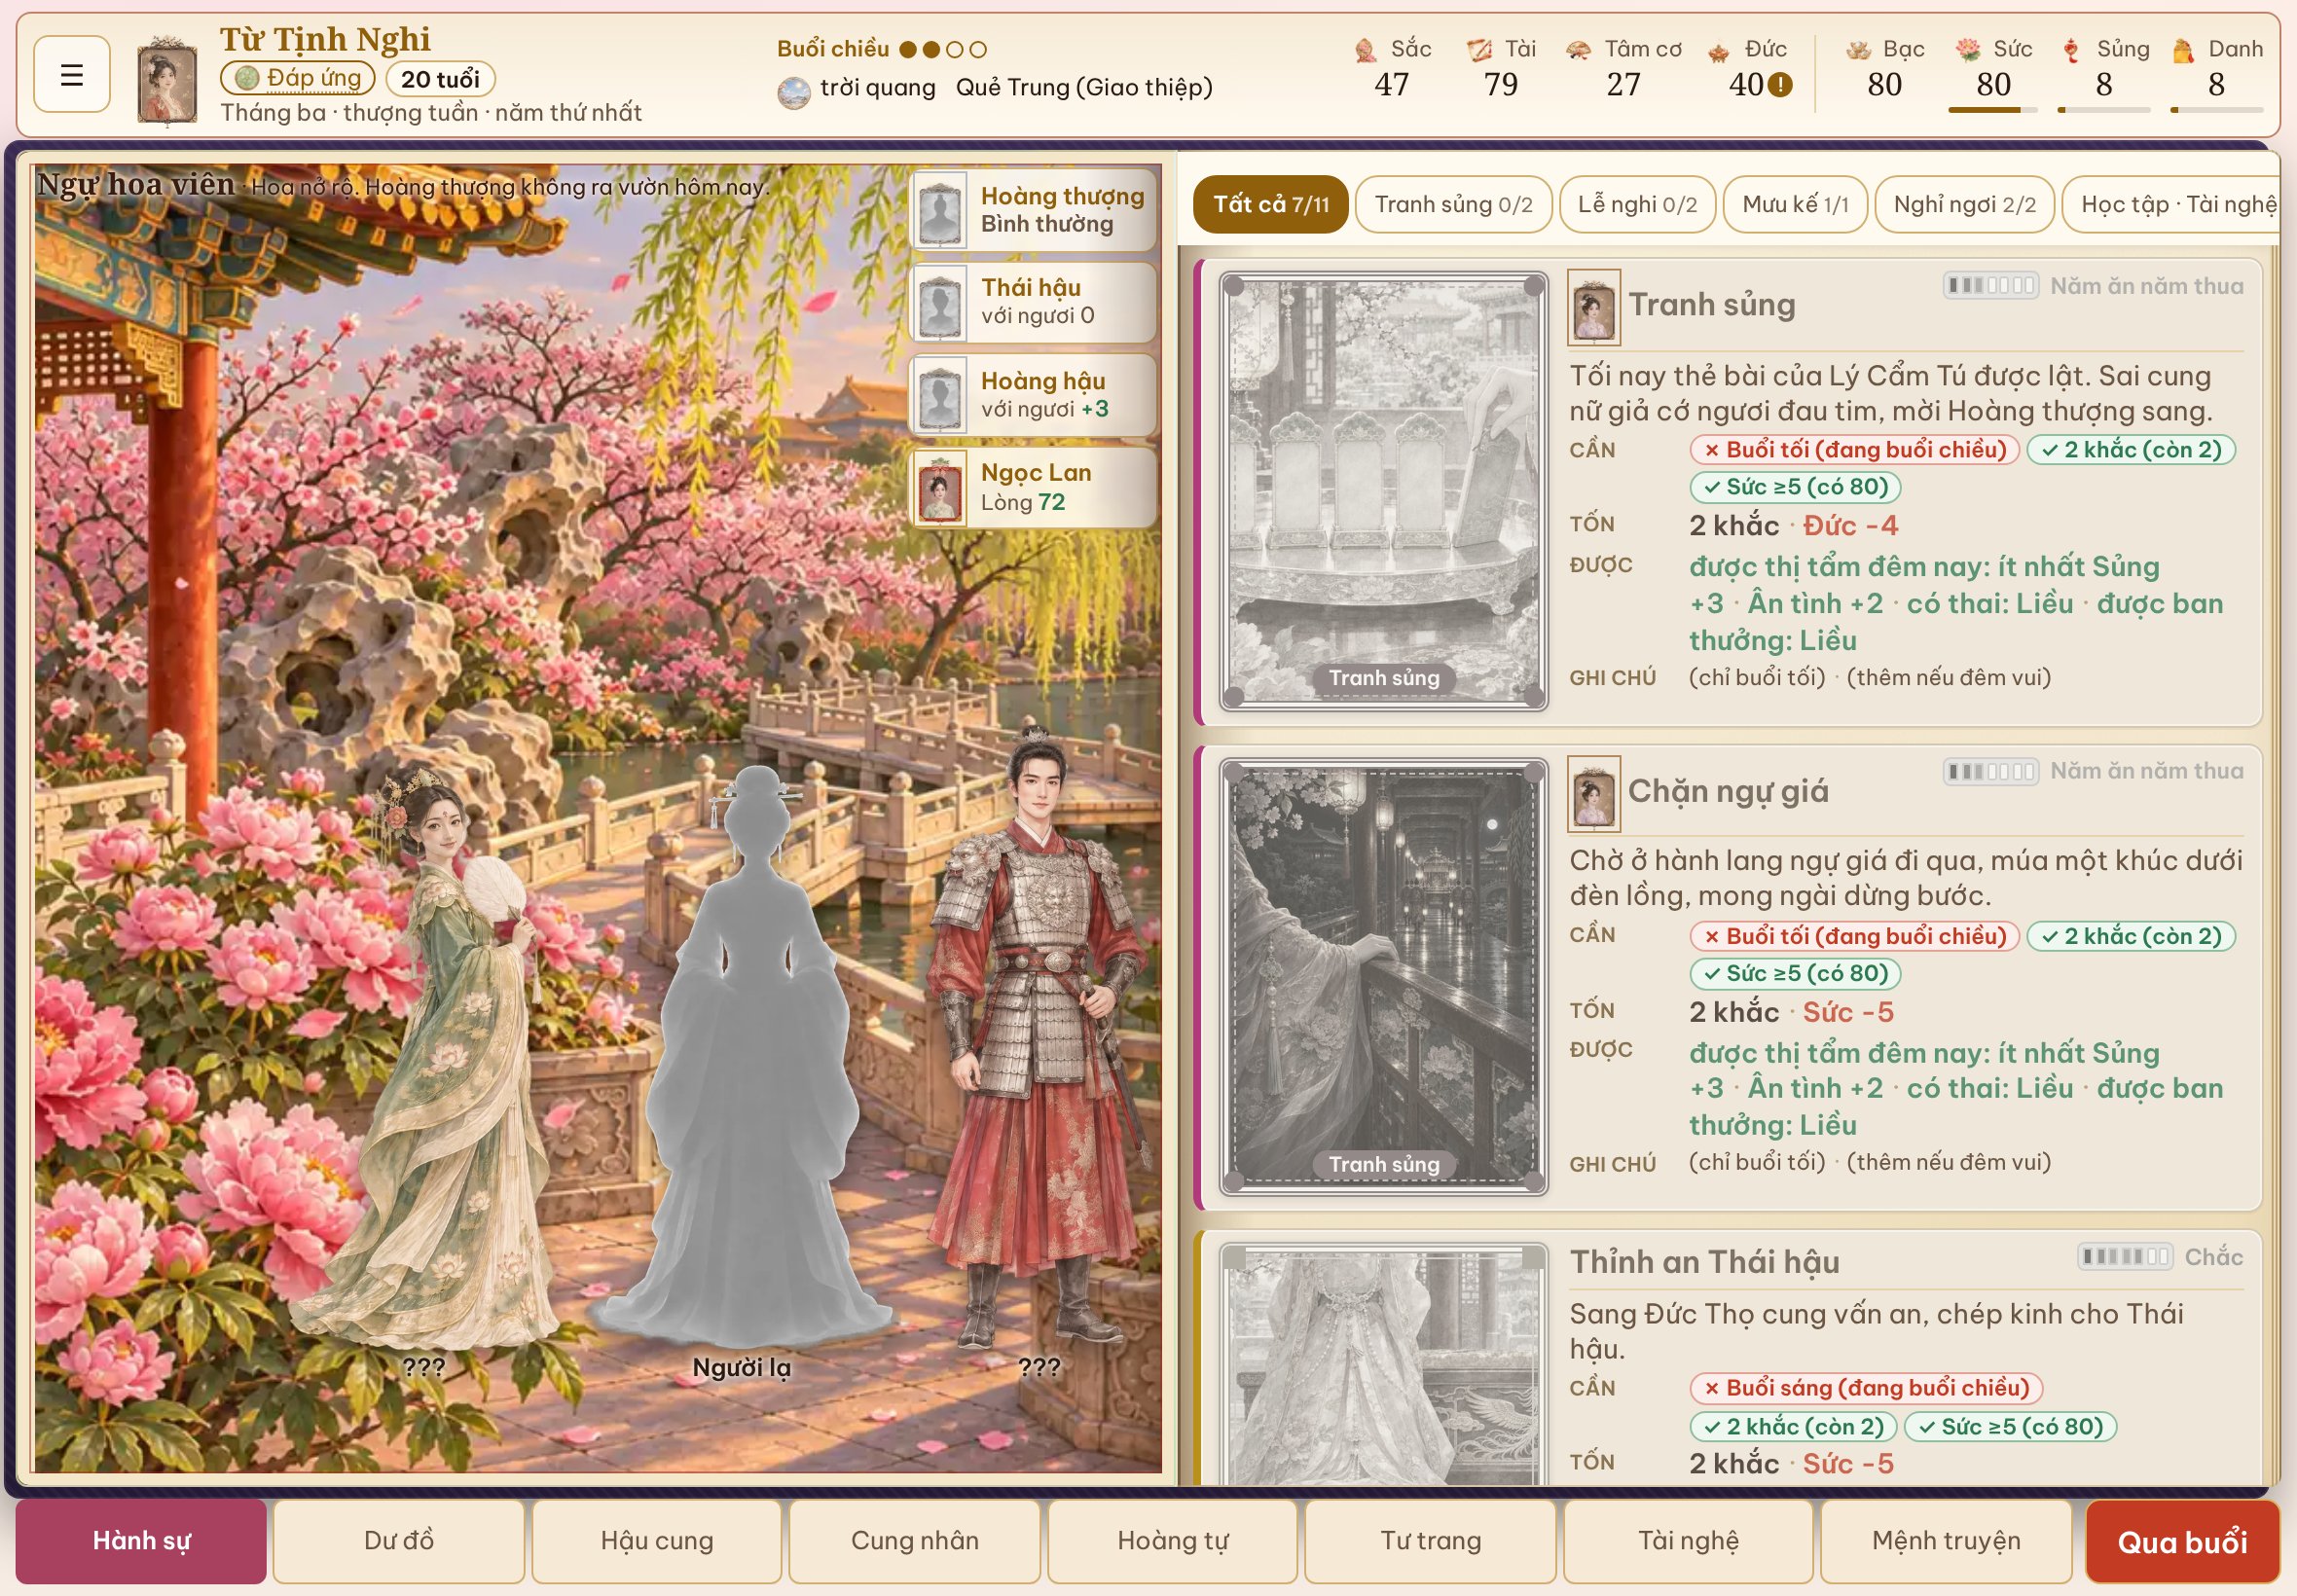 ☰
Từ Tịnh Nghi
Đáp ứng
20 tuổi
Tháng ba · thượng tuần · năm thứ nhất
Buổi chiều
trời quang Quẻ Trung (Giao thiệp)
Sắc
47
Tài
79
Tâm cơ
27
Đức
40 !
Bạc
80
Sức
80
Sủng
8
Danh
8
Ngự hoa viên · Hoa nở rộ. Hoàng thượng không ra vườn hôm nay.
Hoàng thượng
Bình thường
Thái hậu
với ngươi 0
Hoàng hậu
với ngươi +3
Ngọc Lan
Lòng 72
???
Người lạ
???
Tất cả 7/11
Tranh sủng 0/2
Lễ nghi 0/2
Mưu kế 1/1
Nghỉ ngơi 2/2
Học tập · Tài nghệ
Tranh sủng
Năm ăn năm thua
Tối nay thẻ bài của Lý Cẩm Tú được lật. Sai cung
nữ giả cớ ngươi đau tim, mời Hoàng thượng sang.
CẦN
× Buổi tối (đang buổi chiều)
✓ 2 khắc (còn 2)
✓ Sức ≥5 (có 80)
TỐN
2 khắc · Đức −4
ĐƯỢC
được thị tẩm đêm nay: ít nhất Sủng
+3 · Ân tình +2 · có thai: Liều · được ban
thưởng: Liều
GHI CHÚ
(chỉ buổi tối) · (thêm nếu đêm vui)
Tranh sủng
Chặn ngự giá
Năm ăn năm thua
Chờ ở hành lang ngự giá đi qua, múa một khúc dưới
đèn lồng, mong ngài dừng bước.
CẦN
× Buổi tối (đang buổi chiều)
✓ 2 khắc (còn 2)
✓ Sức ≥5 (có 80)
TỐN
2 khắc · Sức −5
ĐƯỢC
được thị tẩm đêm nay: ít nhất Sủng
+3 · Ân tình +2 · có thai: Liều · được ban
thưởng: Liều
GHI CHÚ
(chỉ buổi tối) · (thêm nếu đêm vui)
Tranh sủng
Thỉnh an Thái hậu
Chắc
Sang Đức Thọ cung vấn an, chép kinh cho Thái
hậu.
CẦN
× Buổi sáng (đang buổi chiều)
✓ 2 khắc (còn 2)
✓ Sức ≥5 (có 80)
TỐN
2 khắc · Sức −5
Hành sự
Dư đồ
Hậu cung
Cung nhân
Hoàng tự
Tư trang
Tài nghệ
Mệnh truyện
Qua buổi